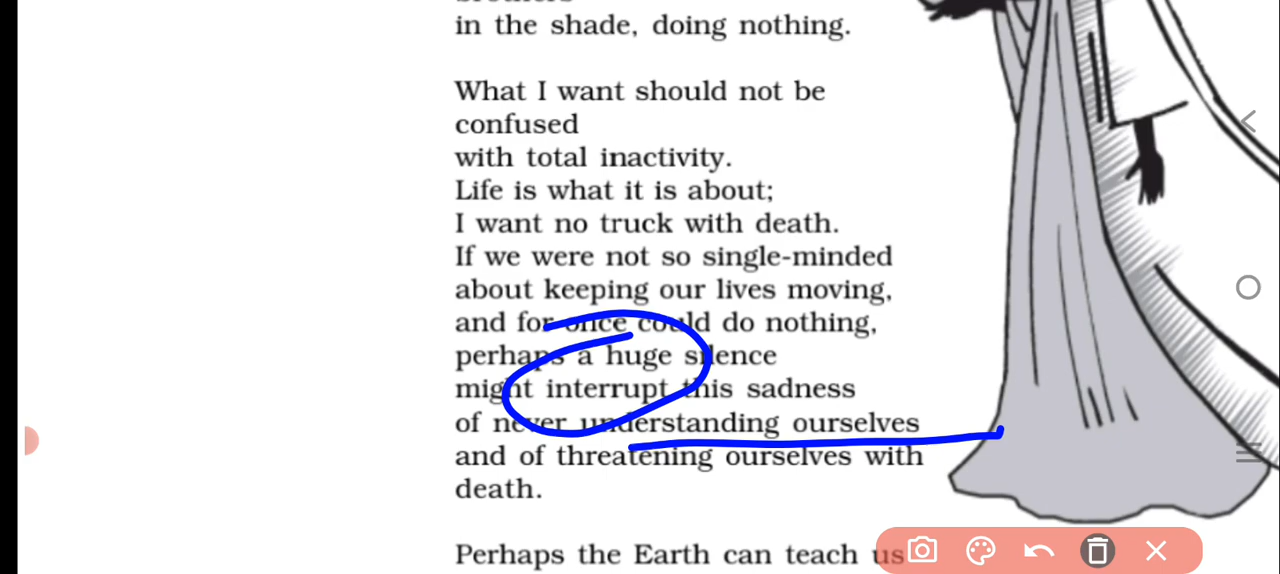 in the shade, doing nothing.
What I want should not be
confused
with total inactivity.
Life is what it is about;
I want no truck with death.
If we were not so single-minded
about keeping our lives moving,
and for once could do nothing,
perhaps a huge silence
might interrupt this sadness
of never understanding ourselves
and of threatening ourselves with
death.
Perhaps the Earth can teach us